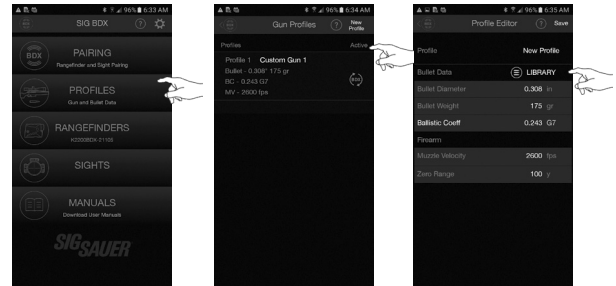 96% 6:33 AM
SIG BDX
?
BDX
PAIRING
Rangefinder and Sight Pairing
PROFILES
Gun and Bullet Data
RANGEFINDERS
K2200BDX-21105
SIGHTS
MANUALS
Download User Manuals
SIG SAUER
96% 6:34 AM
Gun Profiles
?
New Profile
Profiles Active
Profile 1 Custom Gun 1
Bullet - 0.308" 175 gr
BC - 0.243 G7
MV - 2600 fps
BDX
96% 6:35 AM
Profile Editor
?
Save
Profile New Profile
Bullet Data LIBRARY
Bullet Diameter 0.308 in
Bullet Weight 175 gr
Ballistic Coeff 0.243 G7
Firearm
Muzzle Velocity 2600 fps
Zero Range 100 y